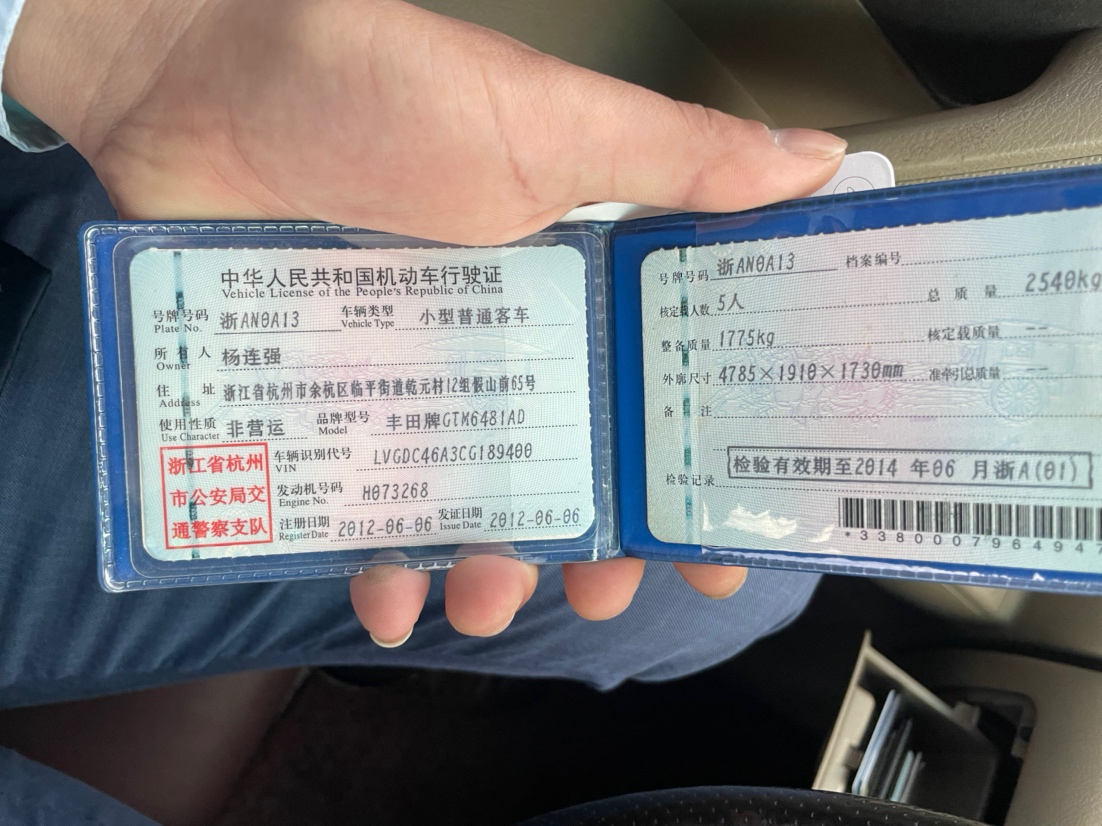 中华人民共和国机动车行驶证
Vehicle License of the People's Republic of China
号牌号码 Plate No. 浙AN0A13 车辆类型 Vehicle Type 小型普通客车
所有人 Owner 杨连强
住址 Address 浙江省杭州市余杭区临平街道乾元村12组假山前65号
使用性质 Use Character 非营运 品牌型号 Model 丰田牌GTM6481AD
浙江省杭州
市公安局交
通警察支队
车辆识别代号 VIN LVGDC46A3CG189400
发动机号码 Engine No. H073268
注册日期 Register Date 2012-06-06 发证日期 Issue Date 2012-06-06
号牌号码 浙AN0A13 档案编号
核定载人数 5人 总质量 2540kg
整备质量 1775kg 核定载质量 --
外廓尺寸 4785×1910×1730mm 准牵引总质量 --
备注
检验记录 检验有效期至2014年06月浙A(01)
*3380007964947